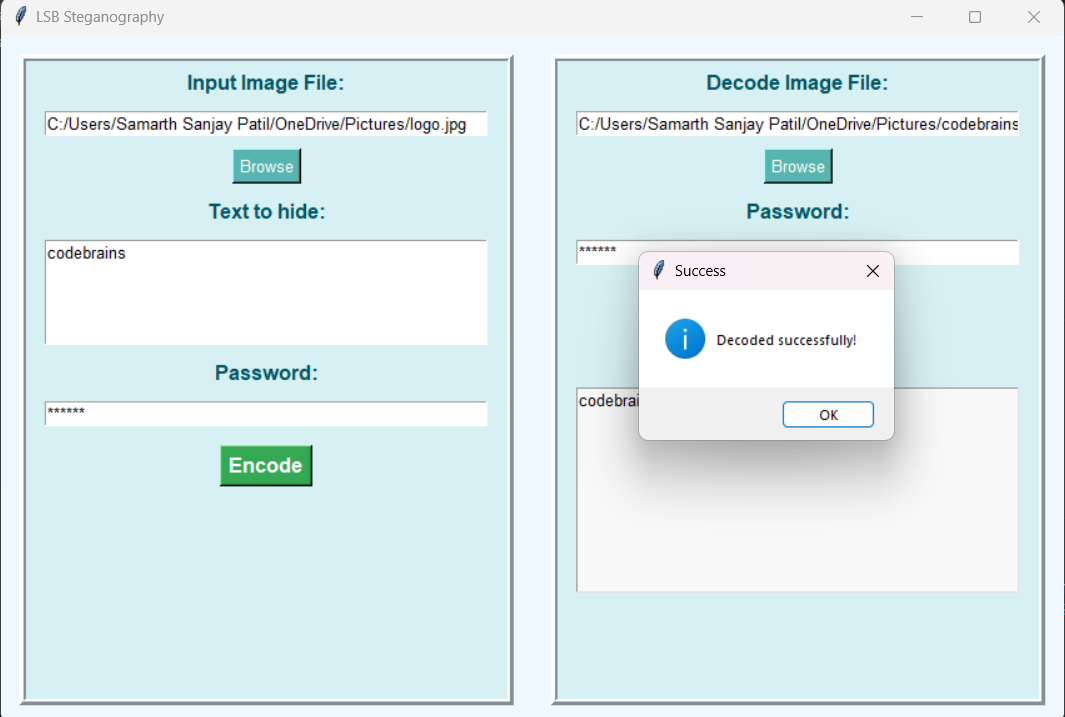 LSB Steganography
Input Image File:
C:/Users/Samarth Sanjay Patil/OneDrive/Pictures/logo.jpg
Browse
Text to hide:
codebrains
Password:
******
Encode
Decode Image File:
C:/Users/Samarth Sanjay Patil/OneDrive/Pictures/codebrains
Browse
Password:
******
Success
Decoded successfully!
OK
codebrai